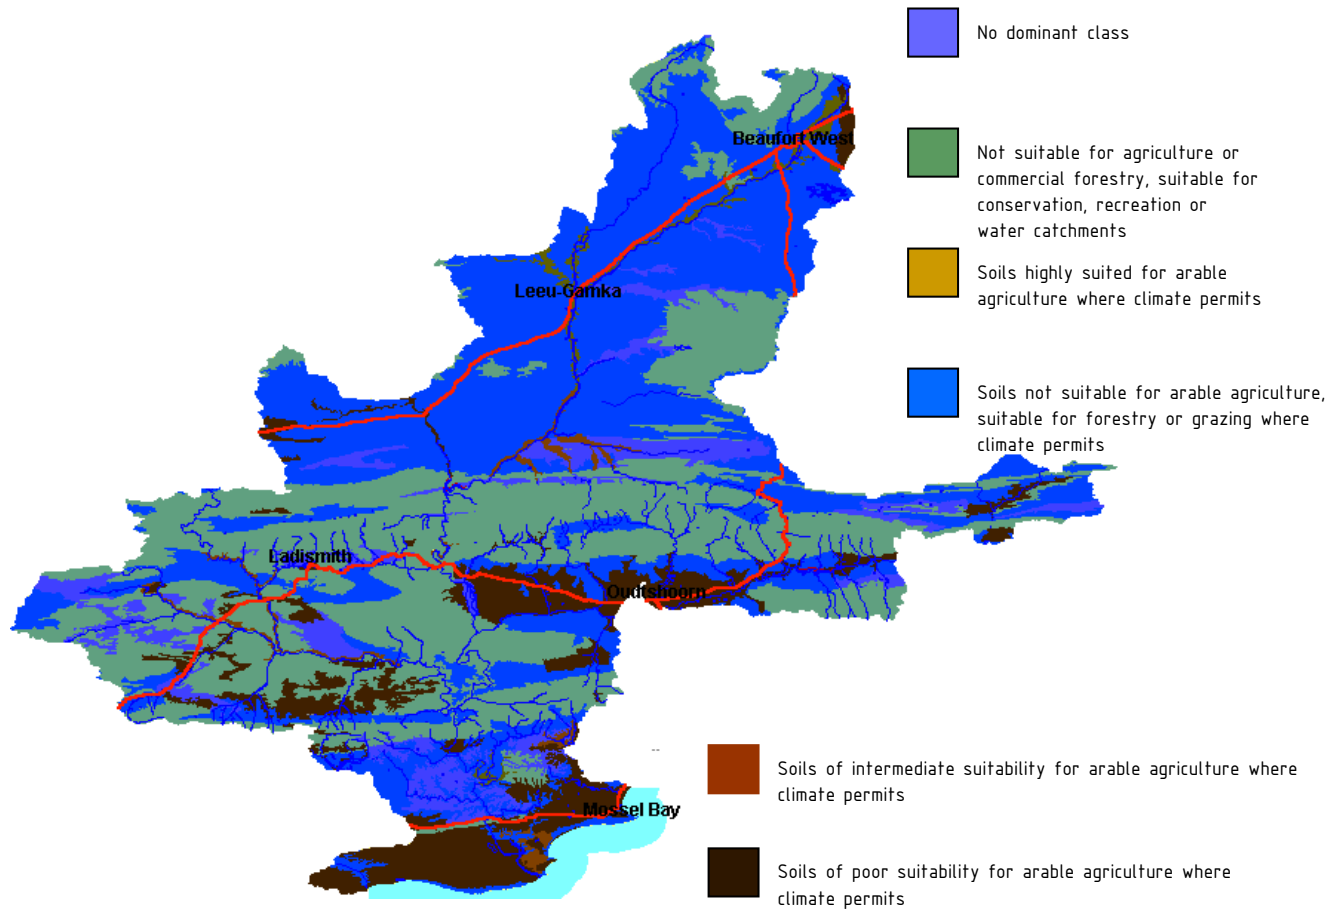 No dominant class
Beaufort West
Not suitable for agriculture or
commercial forestry, suitable for
conservation, recreation or
water catchments
Soils highly suited for arable
agriculture where climate permits
Leeu-Gamka
Soils not suitable for arable agriculture,
suitable for forestry or grazing where
climate permits
Ladismith
Oudtshoorn
Soils of intermediate suitability for arable agriculture where
climate permits
Mossel Bay
Soils of poor suitability for arable agriculture where
climate permits